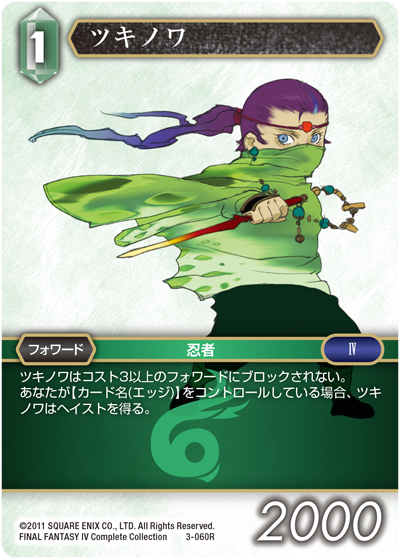 1
ツキノワ
フォワード
忍者
Ⅳ
ツキノワはコスト3以上のフォワードにブロックされない。
あなたが【カード名(エッジ)】をコントロールしている場合、ツキ
ノワはヘイストを得る。
©2011 SQUARE ENIX CO., LTD. All Rights Reserved.
FINAL FANTASY IV Complete Collection 3-060R
2000